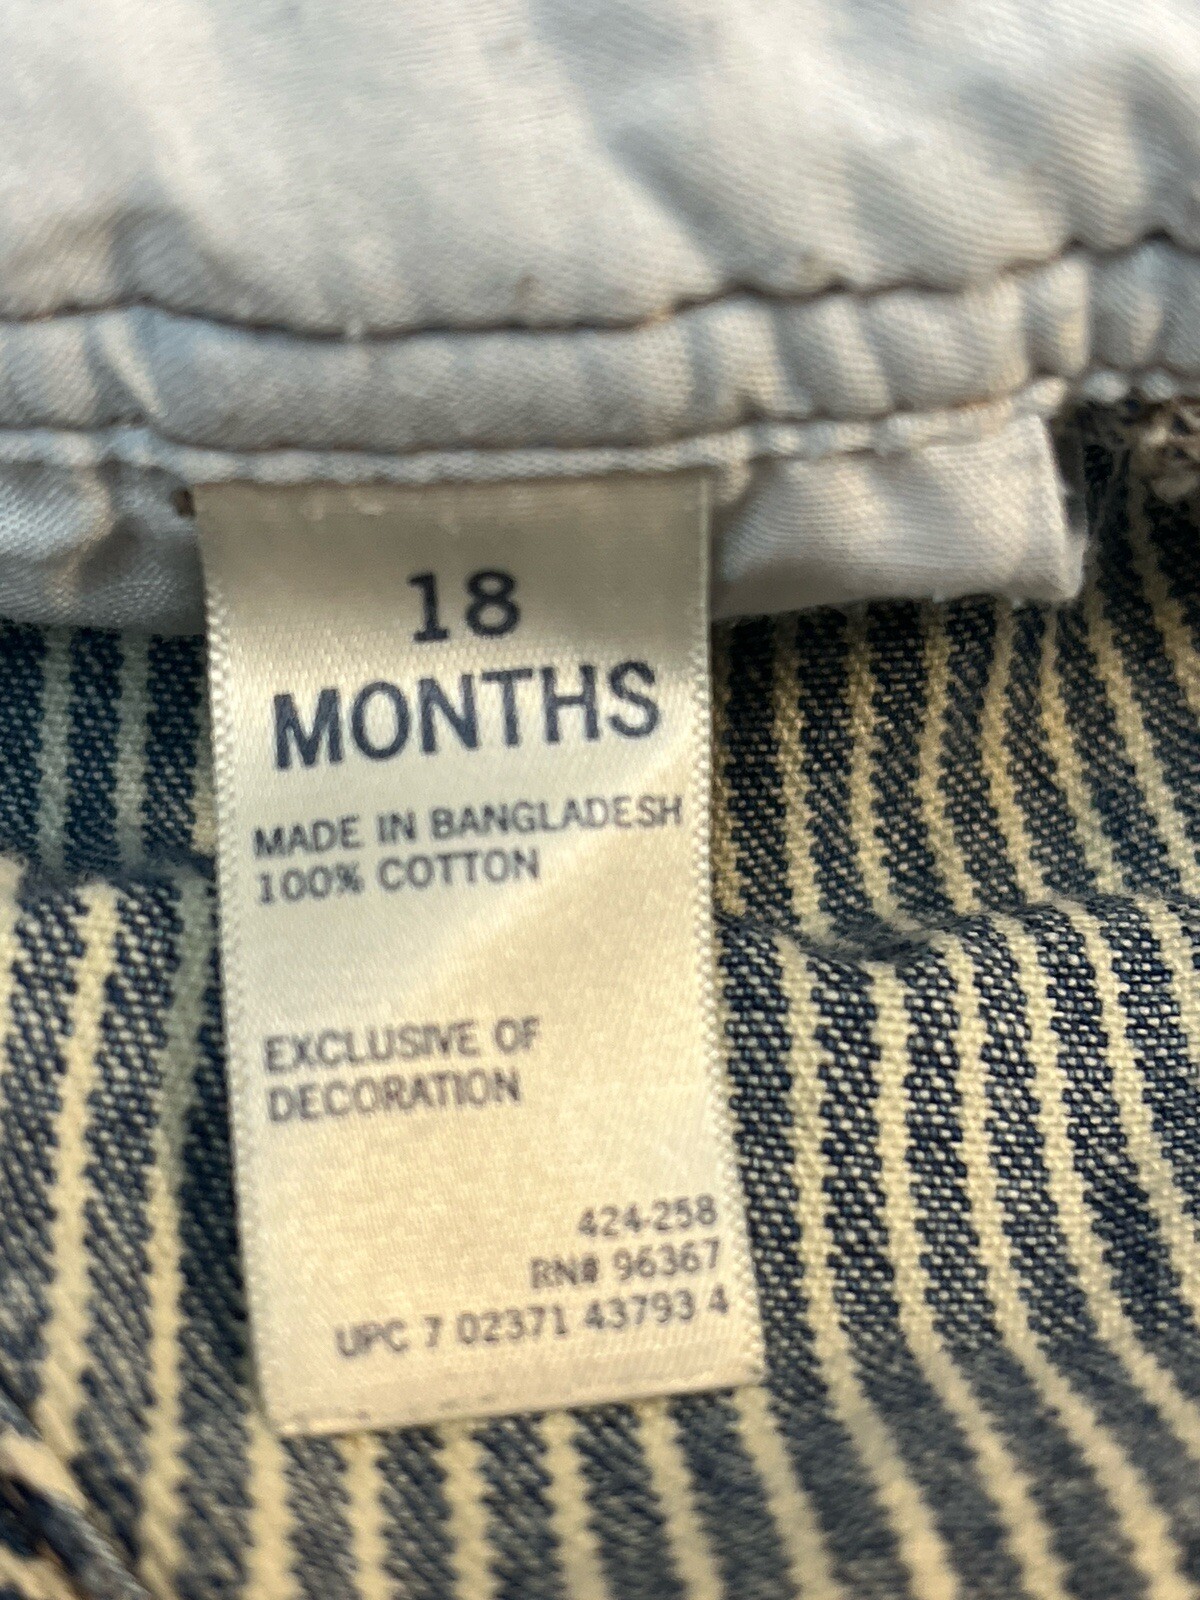 18
MONTHS
MADE IN BANGLADESH
100% COTTON
EXCLUSIVE OF
DECORATION
424-258
RN# 96367
UPC 7 02371 43793 4